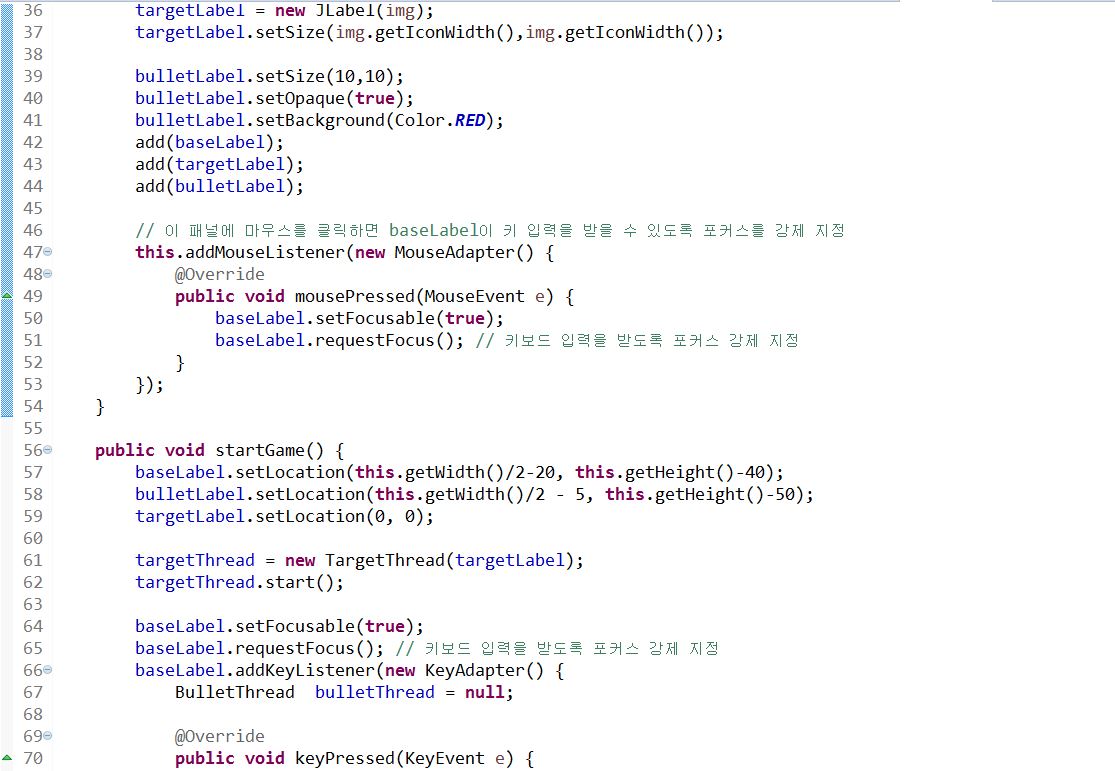 36 targetLabel = new JLabel(img);
37 targetLabel.setSize(img.getIconWidth(),img.getIconWidth());
38
39 bulletLabel.setSize(10,10);
40 bulletLabel.setOpaque(true);
41 bulletLabel.setBackground(Color.RED);
42 add(baseLabel);
43 add(targetLabel);
44 add(bulletLabel);
45
46 // 이 패널에 마우스를 클릭하면 baseLabel이 키 입력을 받을 수 있도록 포커스를 강제 지정
47 this.addMouseListener(new MouseAdapter() {
48 @Override
49 public void mousePressed(MouseEvent e) {
50 baseLabel.setFocusable(true);
51 baseLabel.requestFocus(); // 키보드 입력을 받도록 포커스 강제 지정
52 }
53 });
54 }
55
56 public void startGame() {
57 baseLabel.setLocation(this.getWidth()/2-20, this.getHeight()-40);
58 bulletLabel.setLocation(this.getWidth()/2 - 5, this.getHeight()-50);
59 targetLabel.setLocation(0, 0);
60
61 targetThread = new TargetThread(targetLabel);
62 targetThread.start();
63
64 baseLabel.setFocusable(true);
65 baseLabel.requestFocus(); // 키보드 입력을 받도록 포커스 강제 지정
66 baseLabel.addKeyListener(new KeyAdapter() {
67 BulletThread  bulletThread = null;
68
69 @Override
70 public void keyPressed(KeyEvent e) {